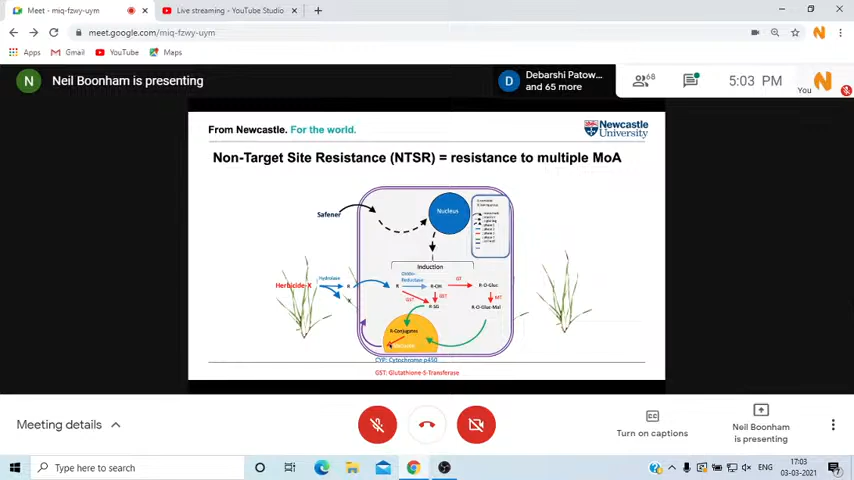 Meet - miq-fzwy-uym
Live streaming - YouTube Studio
meet.google.com/miq-fzwy-uym
Apps
Gmail
YouTube
Maps
N
Neil Boonham is presenting
D
Debarshi Patow...
and 65 more
68
5:03 PM
You
From Newcastle. For the world.
Newcastle
University
Non-Target Site Resistance (NTSR) = resistance to multiple MoA
Safener
Nucleus
Induction
Herbicide-X
Hydrolase
R
R
R-OH
GT
R-O-Gluc
GST
GST
MT
R-SG
R-O-Gluc-Mal
R-Conjugates
CYP: Cytochrome p450
GST: Glutathione-S-Transferase
Meeting details
Turn on captions
Neil Boonham
is presenting
Type here to search
ENG
17:03
03-03-2021